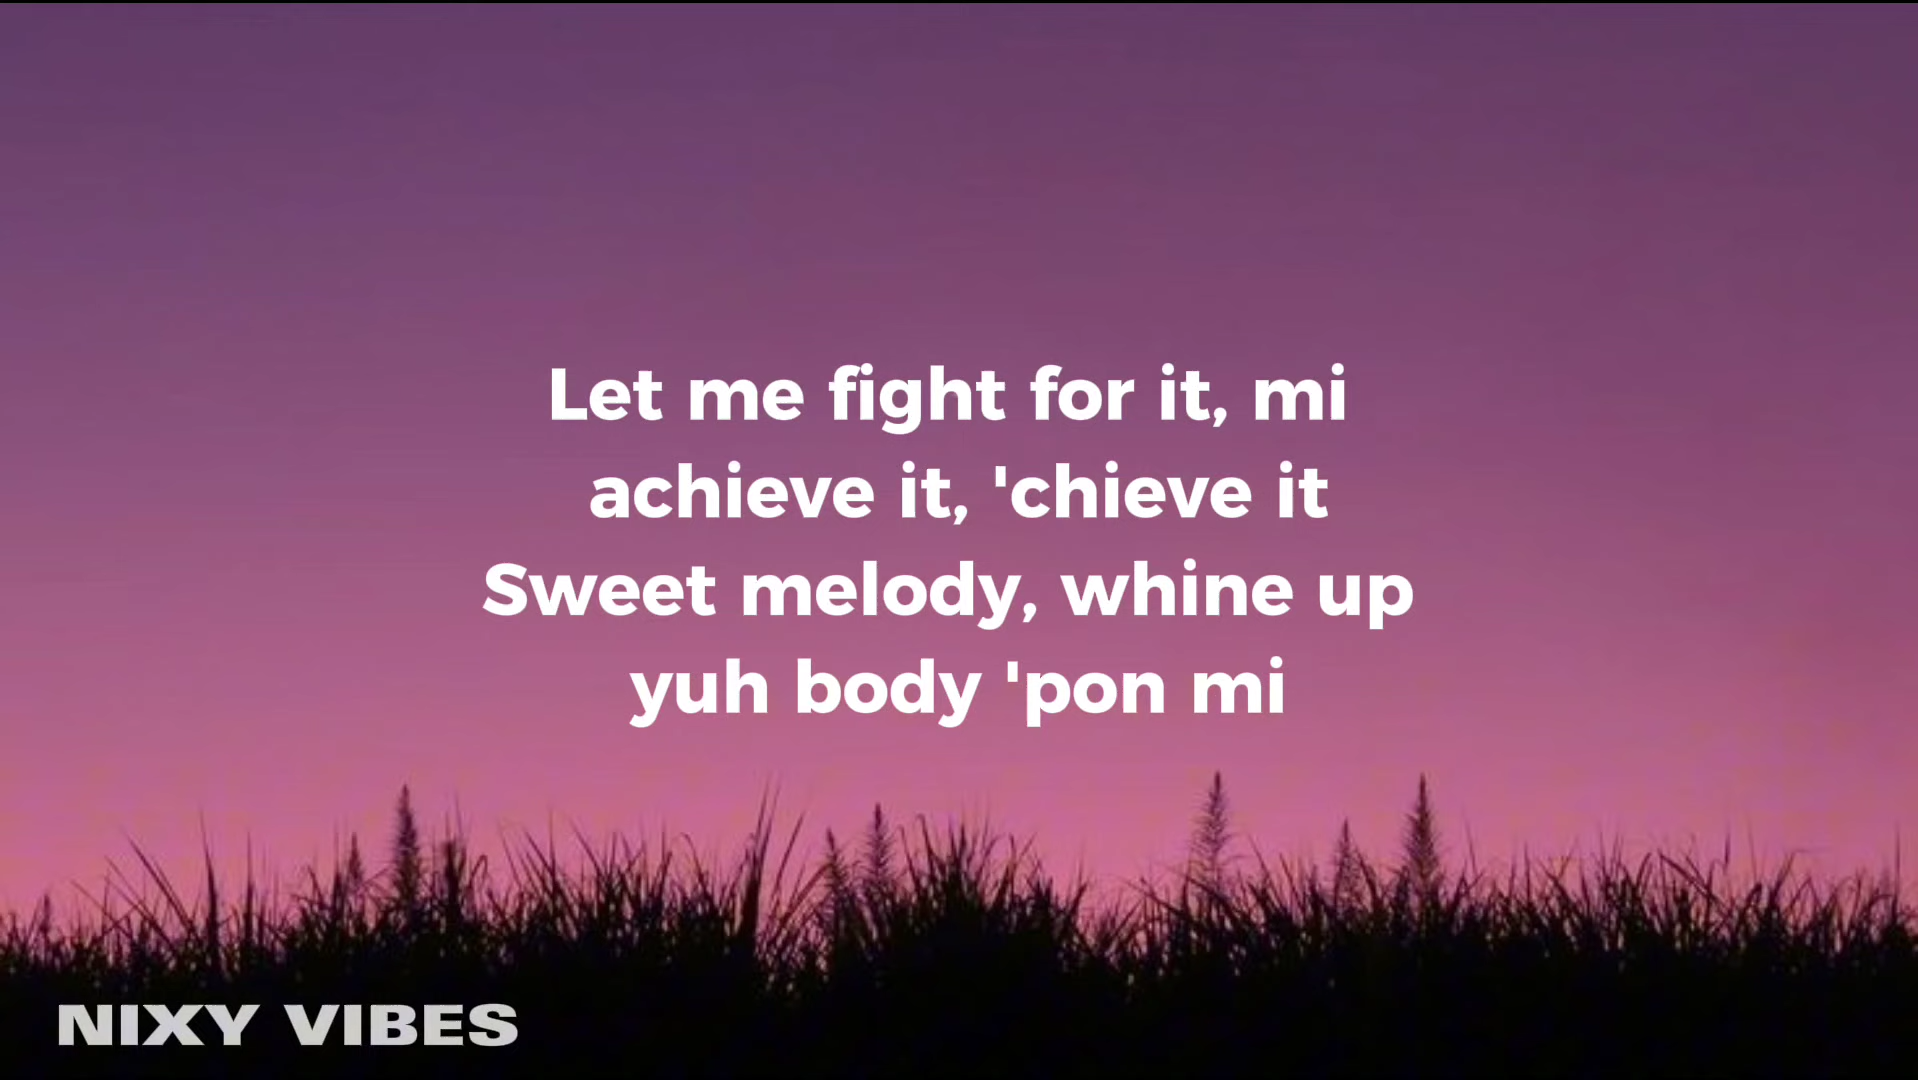 Let me fight for it, mi
achieve it, 'chieve it
Sweet melody, whine up
yuh body 'pon mi
NIXY VIBES